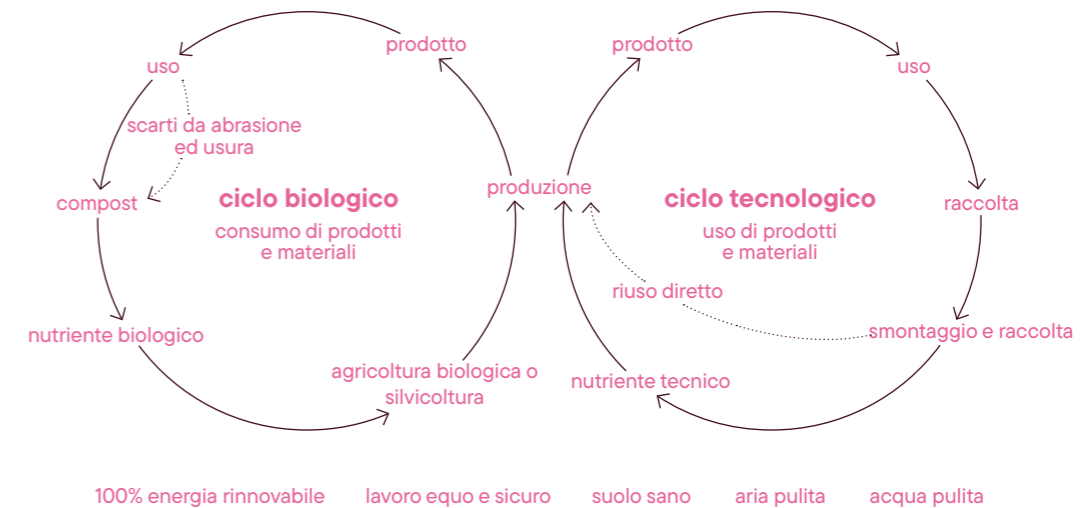 prodotto
prodotto
uso
uso
scarti da abrasione
ed usura
compost
ciclo biologico
consumo di prodotti
e materiali
produzione
ciclo tecnologico
uso di prodotti
e materiali
raccolta
riuso diretto
nutriente biologico
smontaggio e raccolta
agricoltura biologica o
silvicoltura
nutriente tecnico
100% energia rinnovabile
lavoro equo e sicuro
suolo sano
aria pulita
acqua pulita